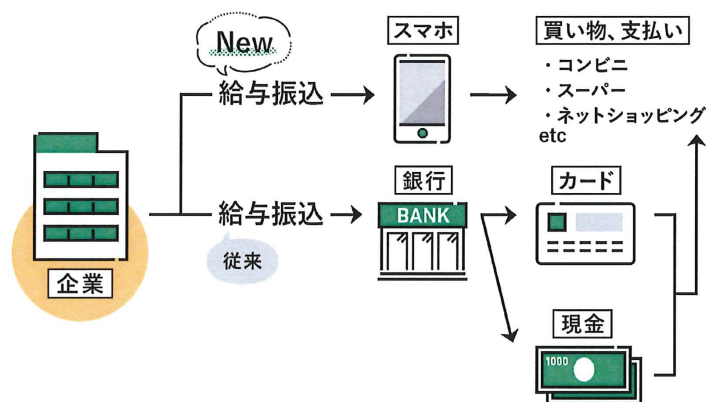 New
スマホ
買い物、支払い
給与振込
・コンビニ
・スーパー
・ネットショッピング
etc
銀行
カード
給与振込
BANK
従来
企業
現金
1000